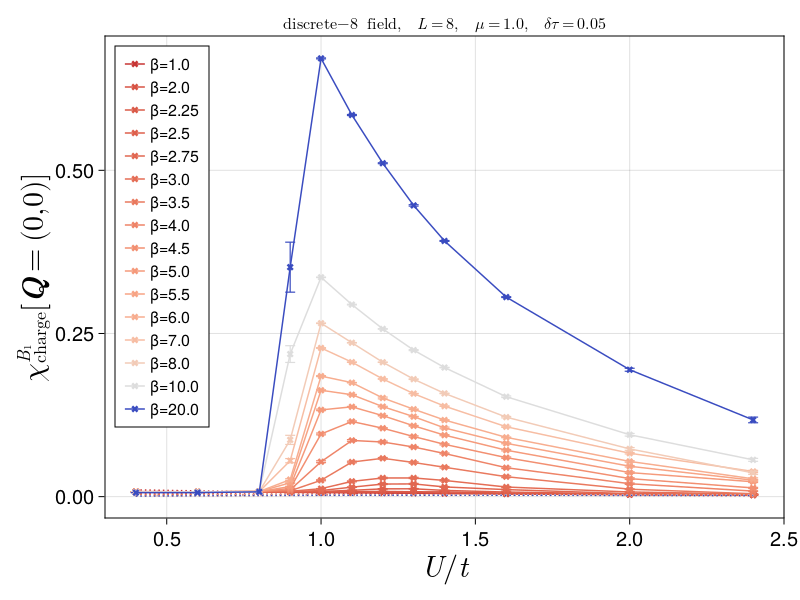 discrete−8 field, L = 8, μ = 1.0, δτ = 0.05
β=1.0
β=2.0
β=2.25
β=2.5
β=2.75
β=3.0
β=3.5
β=4.0
β=4.5
β=5.0
β=5.5
β=6.0
β=7.0
β=8.0
β=10.0
β=20.0
χ^{B_1}_{charge}[Q = (0,0)]
0.50
0.25
0.00
0.5 1.0 1.5 2.0 2.5
U/t